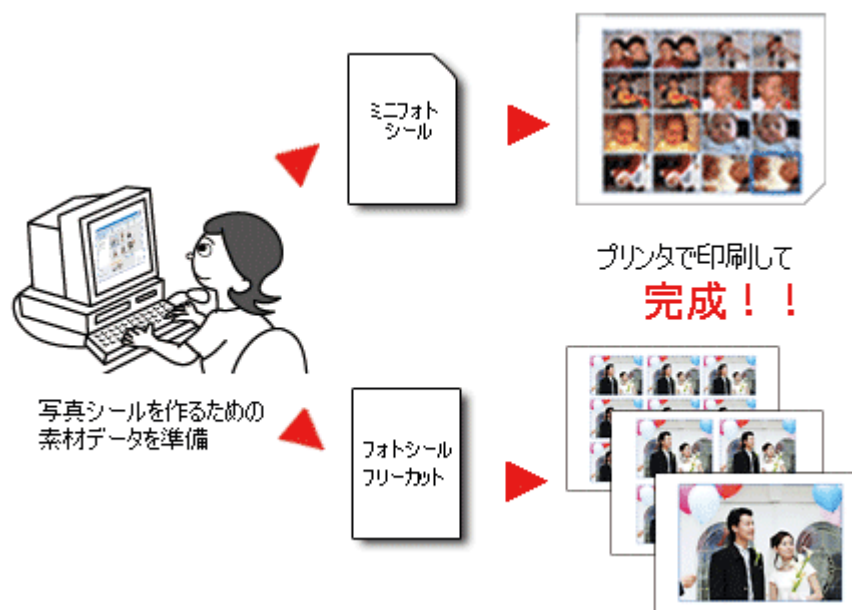 ミニフォト
シール
プリンタで印刷して
完成！！
写真シールを作るための
素材データを準備
フォトシール
フリーカット